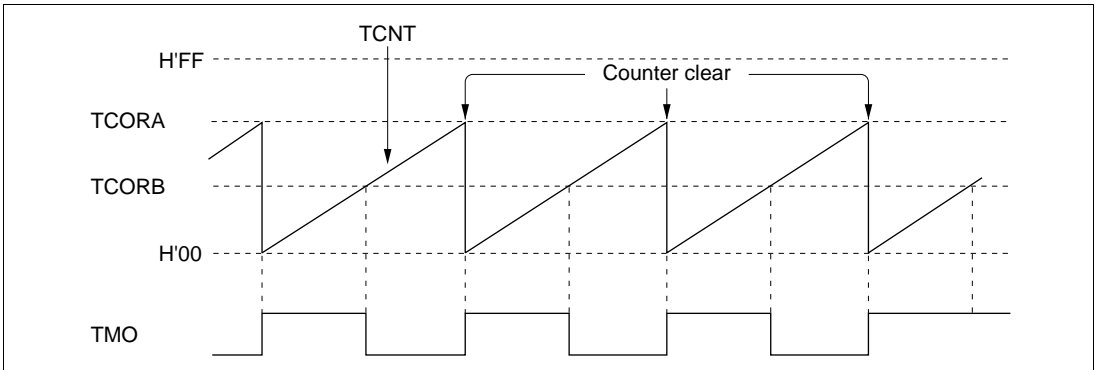 TCNT
H'FF
Counter clear
TCORA
TCORB
H'00
TMO